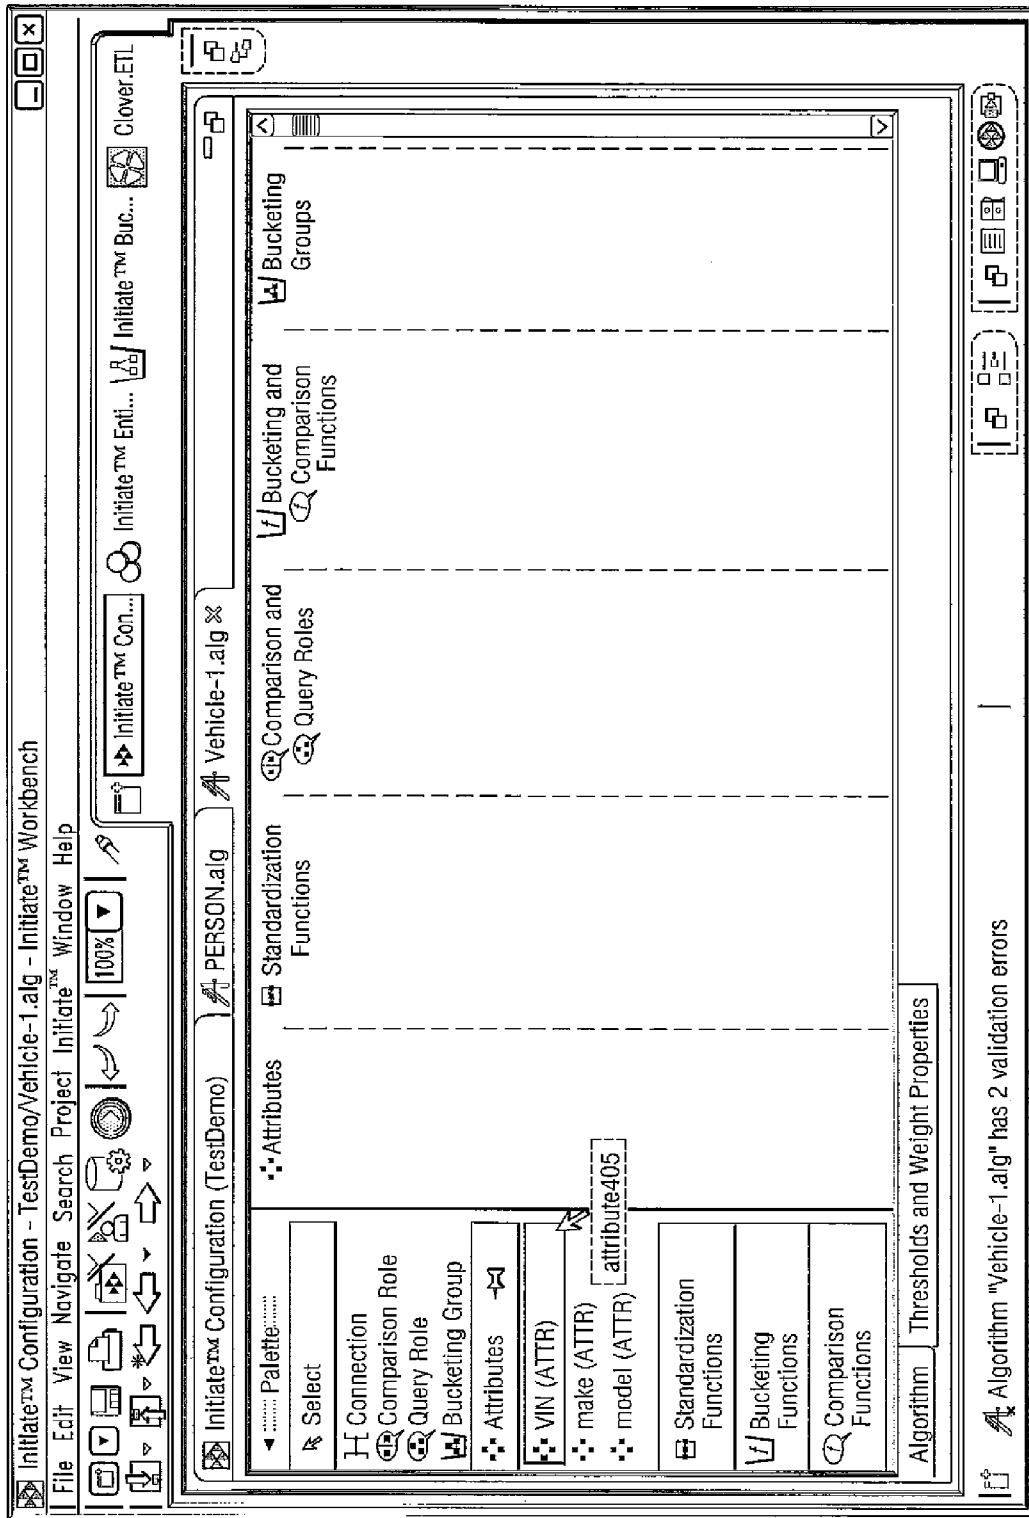 Initiate™ Configuration - TestDemo/Vehicle-1.alg - Initiate™ Workbench
File Edit View Navigate Search Project Initiate™ Window Help
100%
Initiate™ Con... Initiate™ Enti... Initiate™ Buc... Clover.ETL
Initiate™ Configuration (TestDemo) PERSON.alg Vehicle-1.alg
Palette
Select
Connection
Comparison Role
Query Role
Bucketing Group
Attributes
VIN (ATTR)
make (ATTR)
model (ATTR)
attribute405
Standardization
Functions
Bucketing
Functions
Comparison
Functions
Attributes
Standardization
Functions
Comparison and
Query Roles
Bucketing and
Comparison
Functions
Bucketing
Groups
Algorithm Thresholds and Weight Properties
Algorithm "Vehicle-1.alg" has 2 validation errors